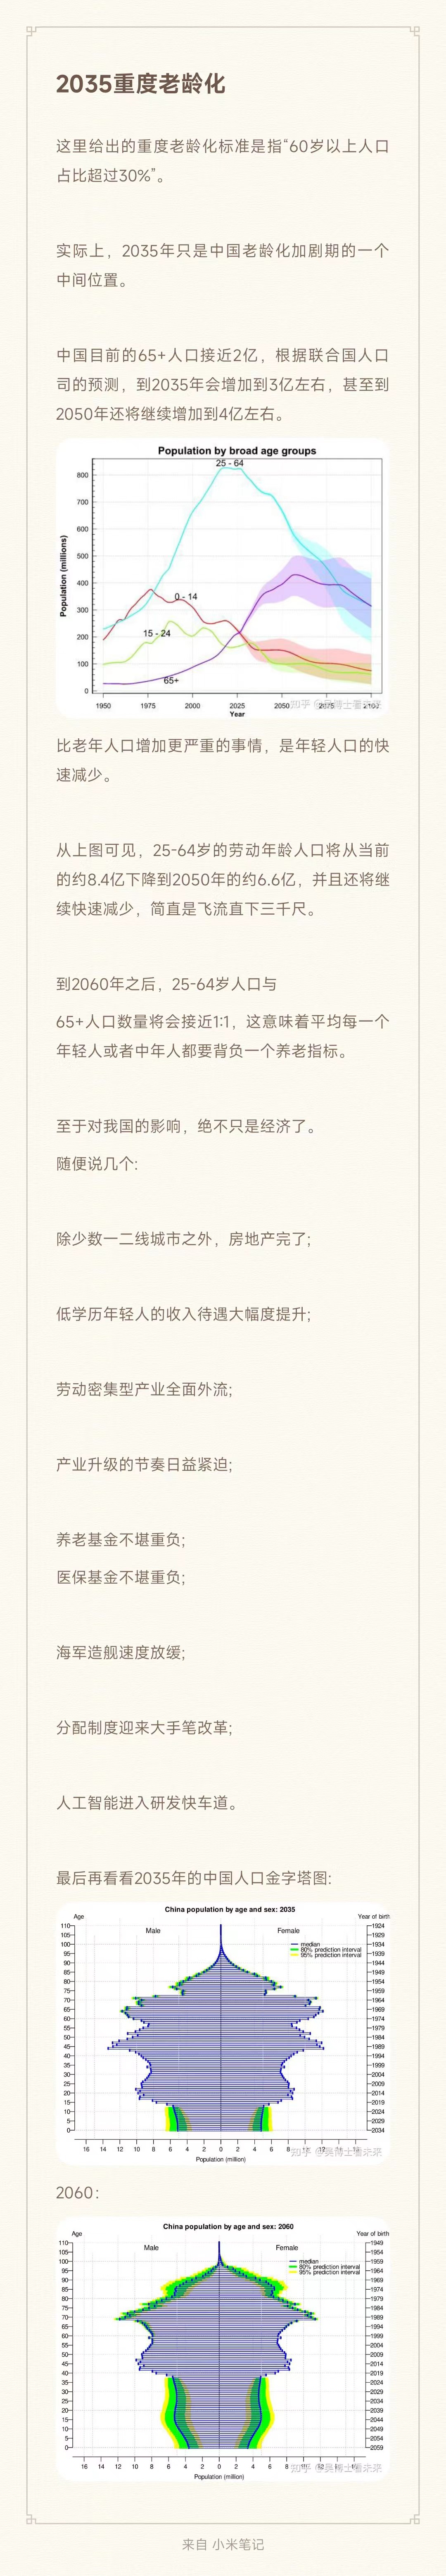 2035重度老龄化
这里给出的重度老龄化标准是指“60岁以上人口
占比超过30%”。
实际上，2035年只是中国老龄化加剧期的一个
中间位置。
中国目前的65+人口接近2亿，根据联合国人口
司的预测，到2035年会增加到3亿左右，甚至到
2050年还将继续增加到4亿左右。
Population by broad age groups
25 - 64
0 - 14
15 - 24
65+
Population (millions)
800
700
600
500
400
300
200
100
0
1950 1975 2000 2025 2050 2075 2100
Year
比老年人口增加更严重的事情，是年轻人口的快
速减少。
从上图可见，25-64岁的劳动年龄人口将从当前
的约8.4亿下降到2050年的约6.6亿，并且还将继
续快速减少，简直是飞流直下三千尺。
到2060年之后，25-64岁人口与
65+人口数量将会接近1:1，这意味着平均每一个
年轻人或者中年人都要背负一个养老指标。
至于对我国的影响，绝不只是经济了。
随便说几个:
除少数一二线城市之外，房地产完了;
低学历年轻人的收入待遇大幅度提升;
劳动密集型产业全面外流;
产业升级的节奏日益紧迫;
养老基金不堪重负;
医保基金不堪重负;
海军造舰速度放缓;
分配制度迎来大手笔改革;
人工智能进入研发快车道。
最后再看看2035年的中国人口金字塔图:
China population by age and sex: 2035
Age
Year of birth
Male
Female
median
80% prediction interval
95% prediction interval
110 1924
105 1929
100 1934
95 1939
90 1944
85 1949
80 1954
75 1959
70 1964
65 1969
60 1974
55 1979
50 1984
45 1989
40 1994
35 1999
30 2004
25 2009
20 2014
15 2019
10 2024
5 2029
0 2034
16 14 12 10 8 6 4 2 0 2 4 6 8
Population (million)
2060：
China population by age and sex: 2060
Age
Year of birth
Male
Female
median
80% prediction interval
95% prediction interval
110 1949
105 1954
100 1959
95 1964
90 1969
85 1974
80 1979
75 1984
70 1989
65 1994
60 1999
55 2004
50 2009
45 2014
40 2019
35 2024
30 2029
25 2034
20 2039
15 2044
10 2049
5 2054
0 2059
16 14 12 10 8 6 4 2 0 2 4 6 8
Population (million)
来自 小米笔记